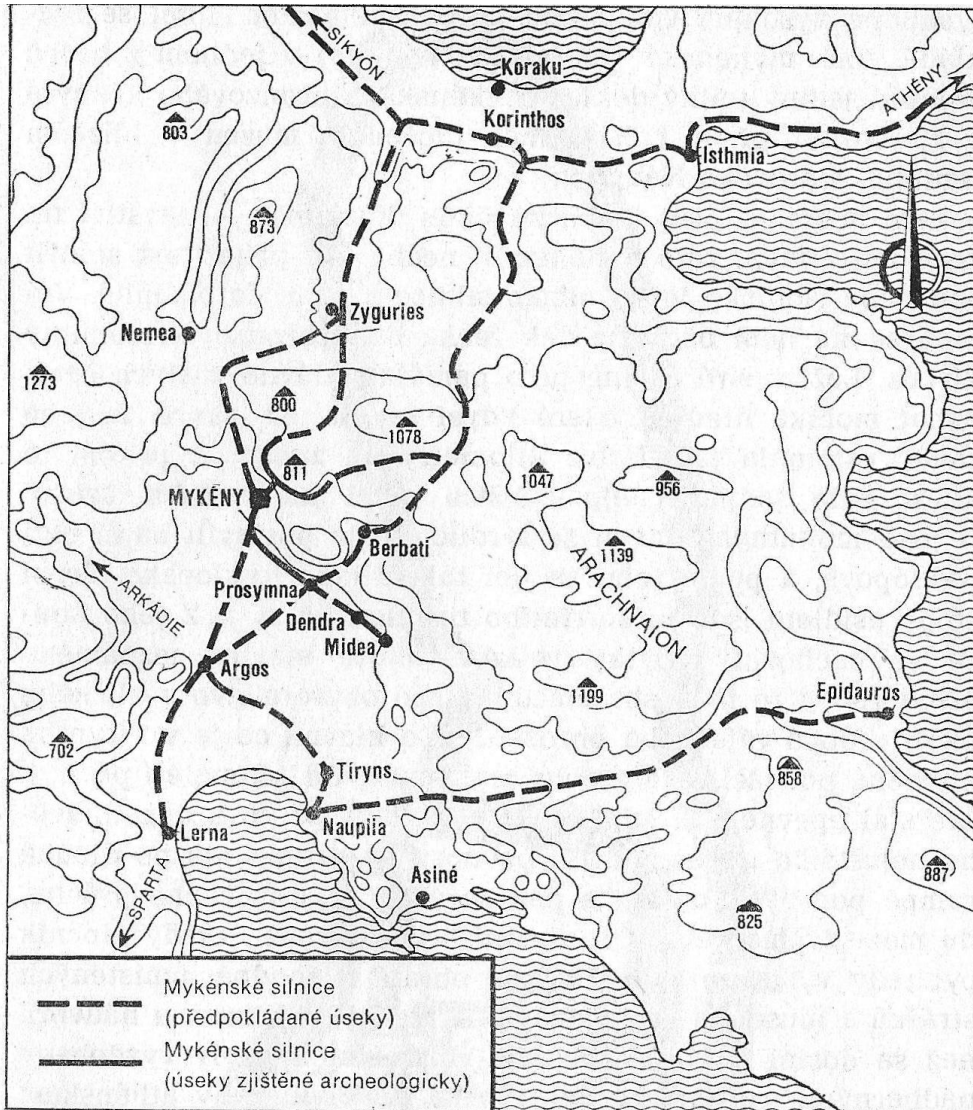 SIKYÓN
Koraku
ATHÉNY
803
Korinthos
Isthmia
873
Nemea
Zyguries
1273
800
1078
811
1047
956
MYKÉNY
Berbati
1139
ARACHNAION
ARKÁDIE
Prosymna
Dendra
Midea
Argos
1199
Epidauros
702
Tíryns
858
Lerna
Nauplia
SPARTA
Asiné
887
825
Mykénské silnice
(předpokládané úseky)
Mykénské silnice
(úseky zjištěné archeologicky)